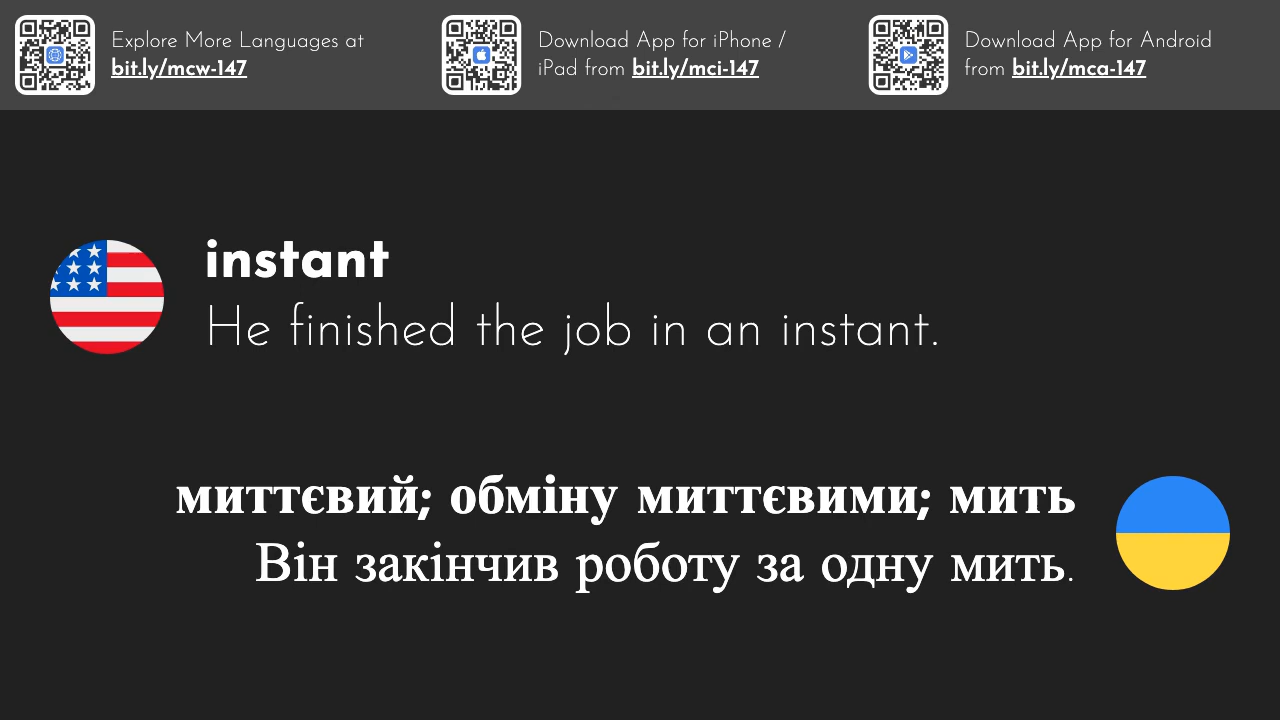 Explore More Languages at
bit.ly/mcw-147
Download App for iPhone /
iPad from bit.ly/mci-147
Download App for Android
from bit.ly/mca-147
instant
He finished the job in an instant.
миттєвий; обміну миттєвими; мить
Він закінчив роботу за одну мить.